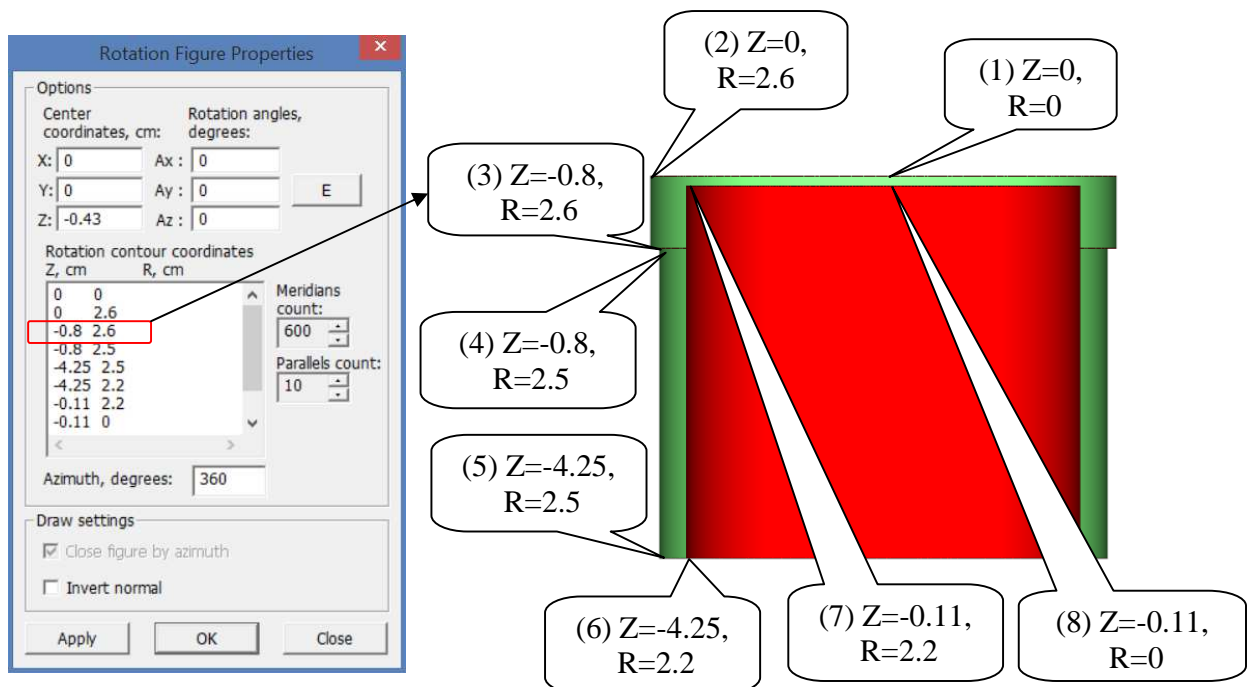 Rotation Figure Properties
Options
Center coordinates, cm:
Rotation angles, degrees:
X: 0
Ax : 0
Y: 0
Ay : 0
E
Z: -0.43
Az : 0
Rotation contour coordinates
Z, cm R, cm
0 0
0 2.6
-0.8 2.6
-0.8 2.5
-4.25 2.5
-4.25 2.2
-0.11 2.2
-0.11 0
Meridians
count:
600
Parallels count:
10
Azimuth, degrees: 360
Draw settings
Close figure by azimuth
Invert normal
Apply OK Close
(1) Z=0,
R=0
(2) Z=0,
R=2.6
(3) Z=-0.8,
R=2.6
(4) Z=-0.8,
R=2.5
(5) Z=-4.25,
R=2.5
(6) Z=-4.25,
R=2.2
(7) Z=-0.11,
R=2.2
(8) Z=-0.11,
R=0